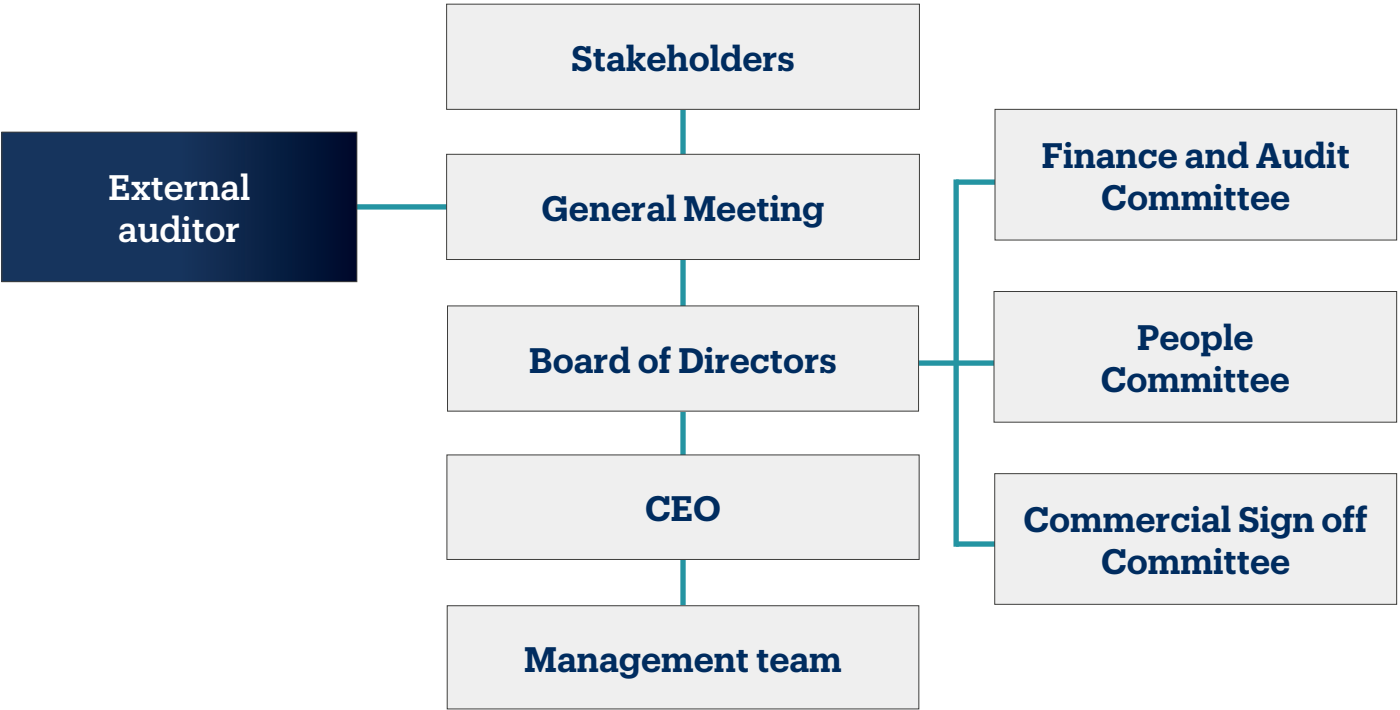 Stakeholders
External
auditor
General Meeting
Finance and Audit
Committee
Board of Directors
People
Committee
CEO
Commercial Sign off
Committee
Management team